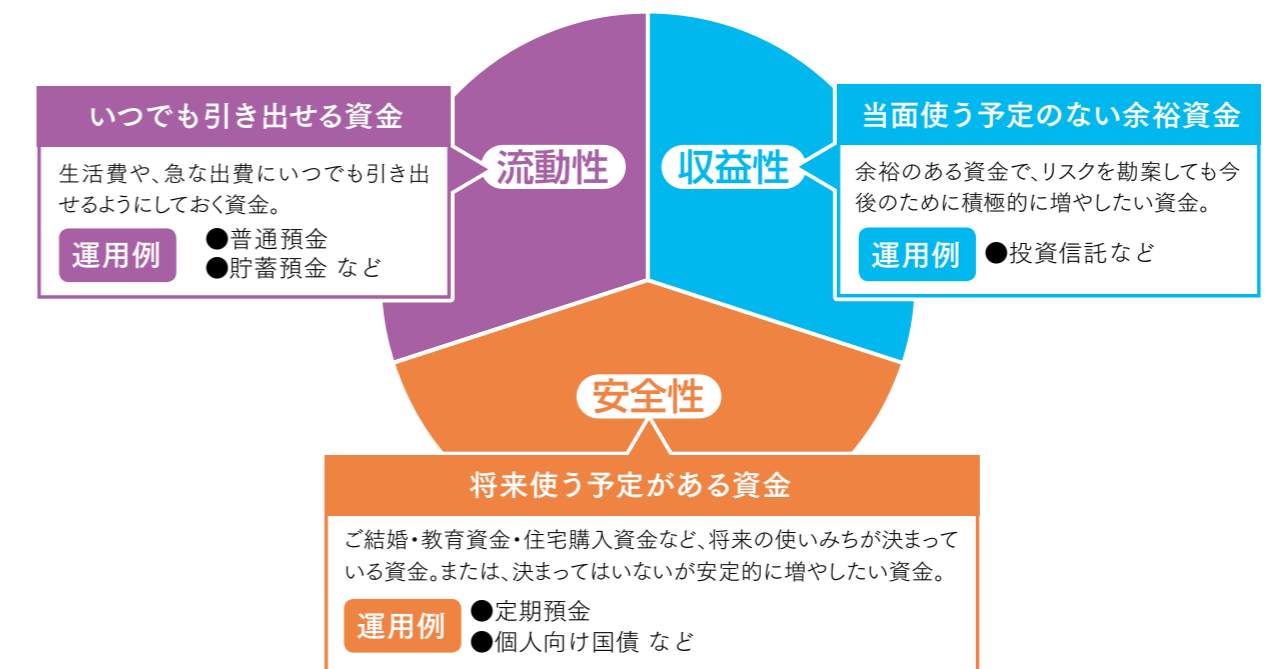 いつでも引き出せる資金
生活費や、急な出費にいつでも引き出
せるようにしておく資金。
運用例
●普通預金
●貯蓄預金 など
流動性
収益性
当面使う予定のない余裕資金
余裕のある資金で、リスクを勘案しても今
後のために積極的に増やしたい資金。
運用例
●投資信託など
安全性
将来使う予定がある資金
ご結婚・教育資金・住宅購入資金など、将来の使いみちが決まって
いる資金。または、決まってはいないが安定的に増やしたい資金。
運用例
●定期預金
●個人向け国債 など